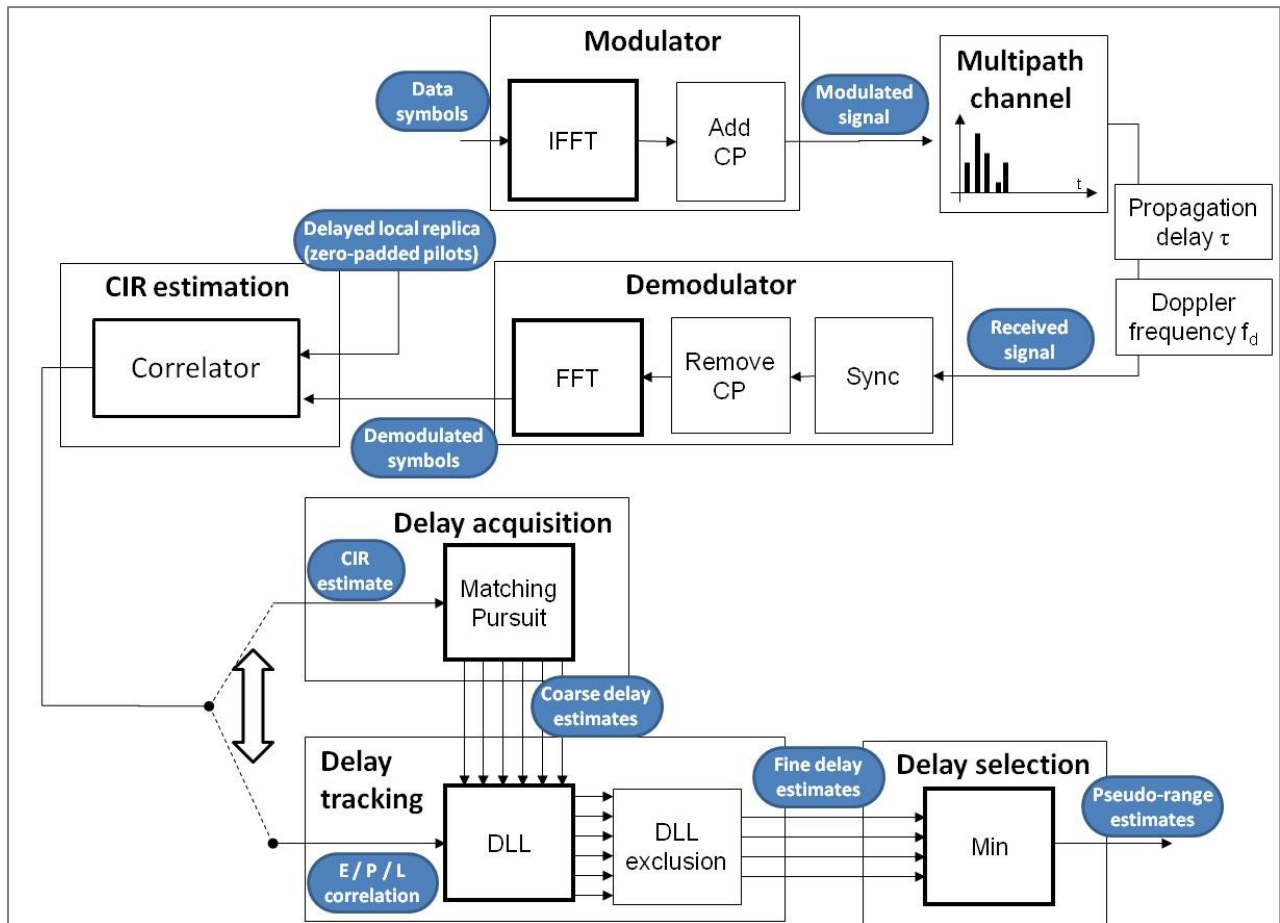 Modulator
Data
symbols
IFFT
Add
CP
Modulated
signal
Multipath
channel
t
Propagation
delay τ
Doppler
frequency f_d
Delayed local replica
(zero-padded pilots)
CIR estimation
Correlator
Demodulator
FFT
Remove
CP
Sync
Received
signal
Demodulated
symbols
Delay acquisition
CIR
estimate
Matching
Pursuit
Coarse delay
estimates
Delay
tracking
DLL
DLL
exclusion
E / P / L
correlation
Fine delay
estimates
Delay selection
Min
Pseudo-range
estimates